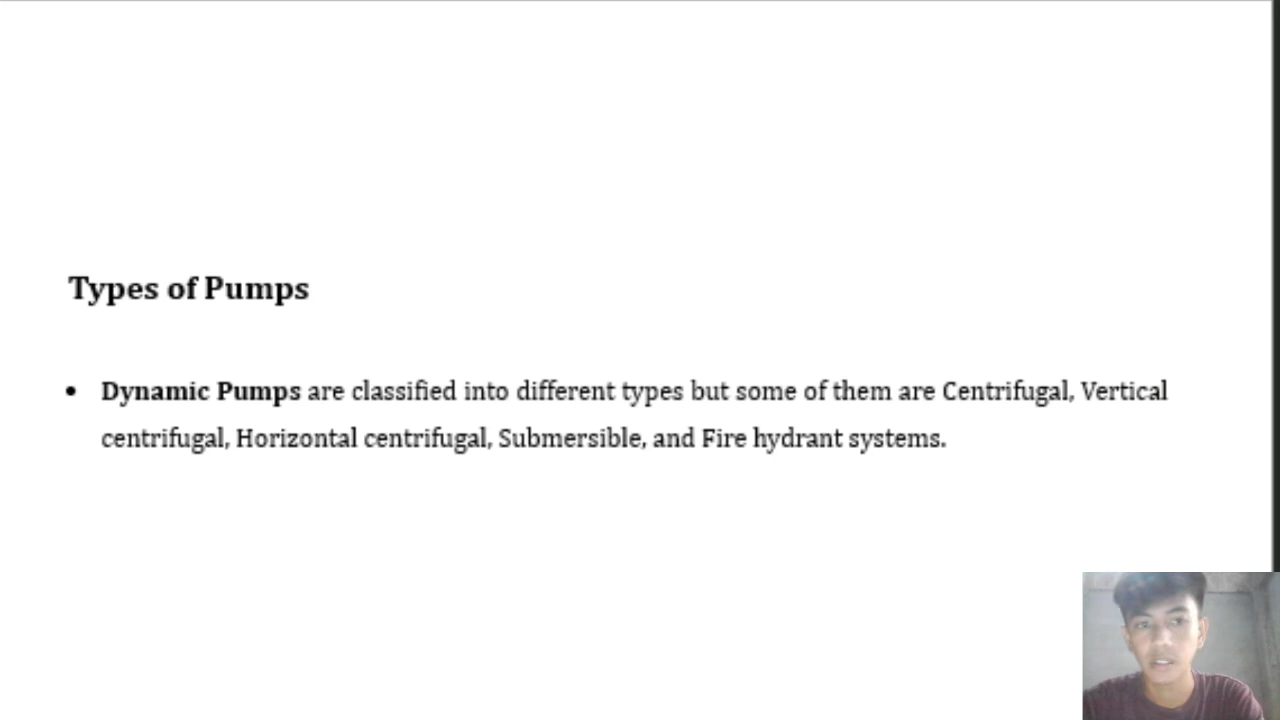 Types of Pumps
• Dynamic Pumps are classified into different types but some of them are Centrifugal, Vertical
centrifugal, Horizontal centrifugal, Submersible, and Fire hydrant systems.